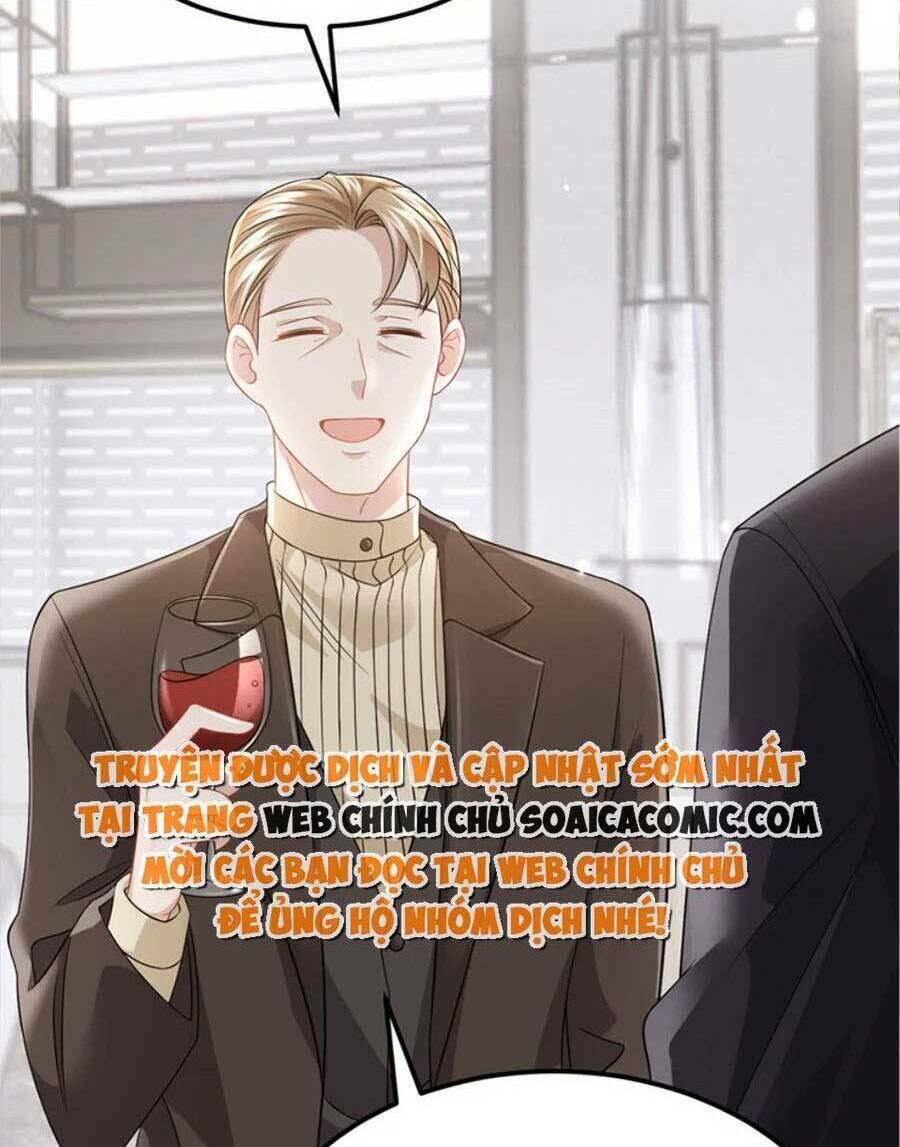 TRUYỆN ĐƯỢC DỊCH VÀ CẬP NHẬT SỚM NHẤT
TẠI TRANG WEB CHÍNH CHỦ SOAICACOMIC.COM
MỜI CÁC BẠN ĐỌC TẠI WEB CHÍNH CHỦ
ĐỂ ỦNG HỘ NHÓM DỊCH NHÉ!